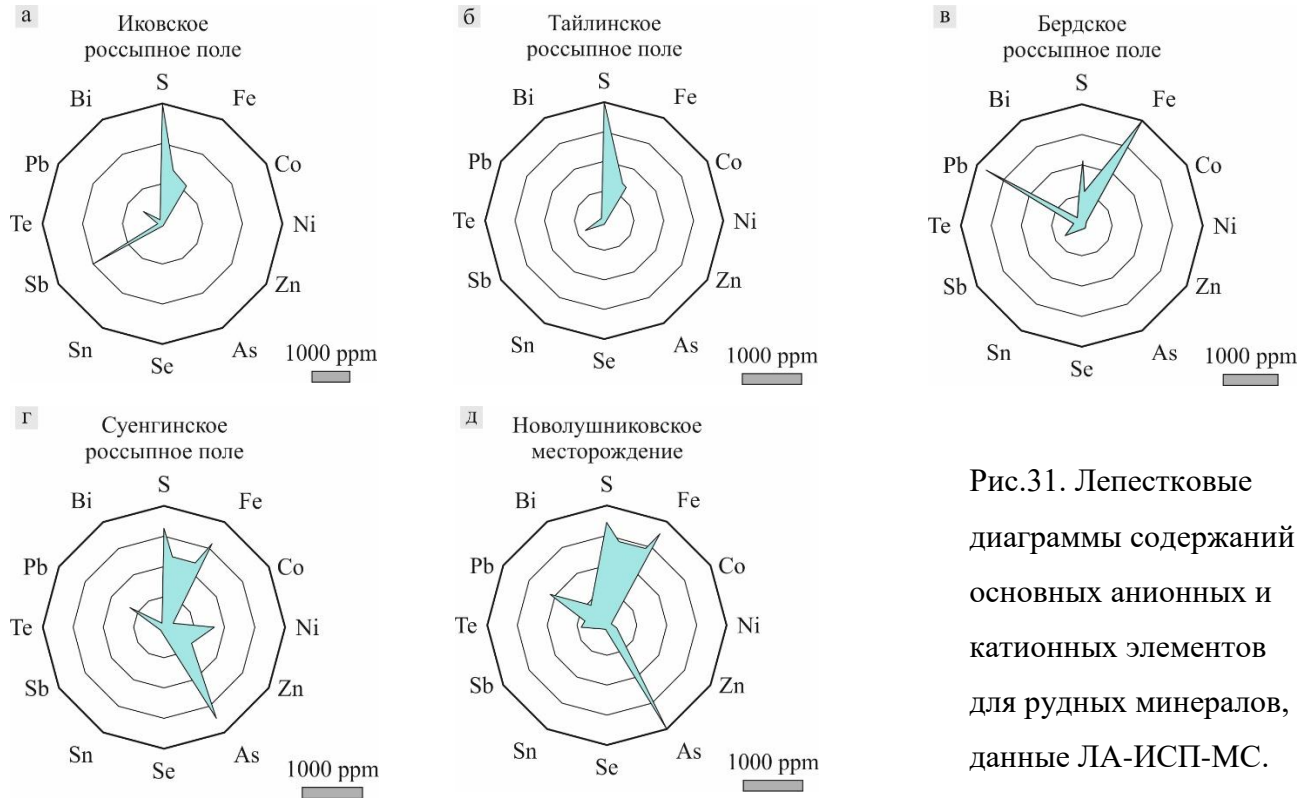 а
Иковское
россыпное поле
S
Fe
Co
Ni
Zn
As
Se
Sn
Sb
Te
Pb
Bi
1000 ppm
б
Тайлинское
россыпное поле
S
Fe
Co
Ni
Zn
As
Se
Sn
Sb
Te
Pb
Bi
1000 ppm
в
Бердское
россыпное поле
S
Fe
Co
Ni
Zn
As
Se
Sn
Sb
Te
Pb
Bi
1000 ppm
г
Суенгинское
россыпное поле
S
Fe
Co
Ni
Zn
As
Se
Sn
Sb
Te
Pb
Bi
1000 ppm
д
Новолушниковское
месторождение
S
Fe
Co
Ni
Zn
As
Se
Sn
Sb
Te
Pb
Bi
1000 ppm
Рис.31. Лепестковые
диаграммы содержаний
основных анионных и
катионных элементов
для рудных минералов,
данные ЛА-ИСП-МС.